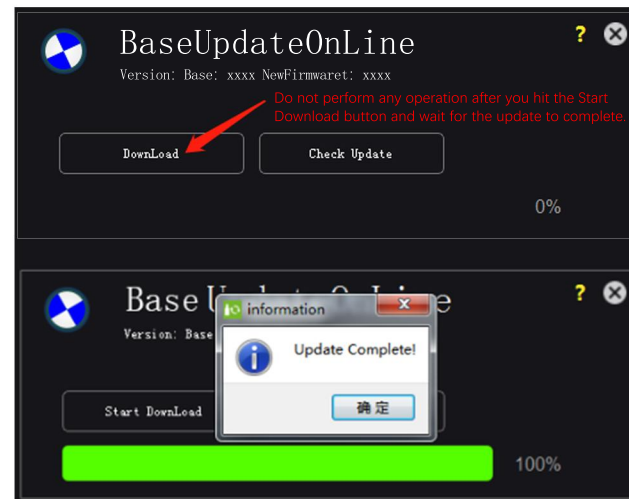 BaseUpdateOnLine
?
Version: Base: xxxx NewFirmwaret: xxxx
Do not perform any operation after you hit the Start
Download button and wait for the update to complete.
DownLoad
Check Update
0%
Base
?
information
Version: Base
Update Complete!
Start DownLoad
确定
100%